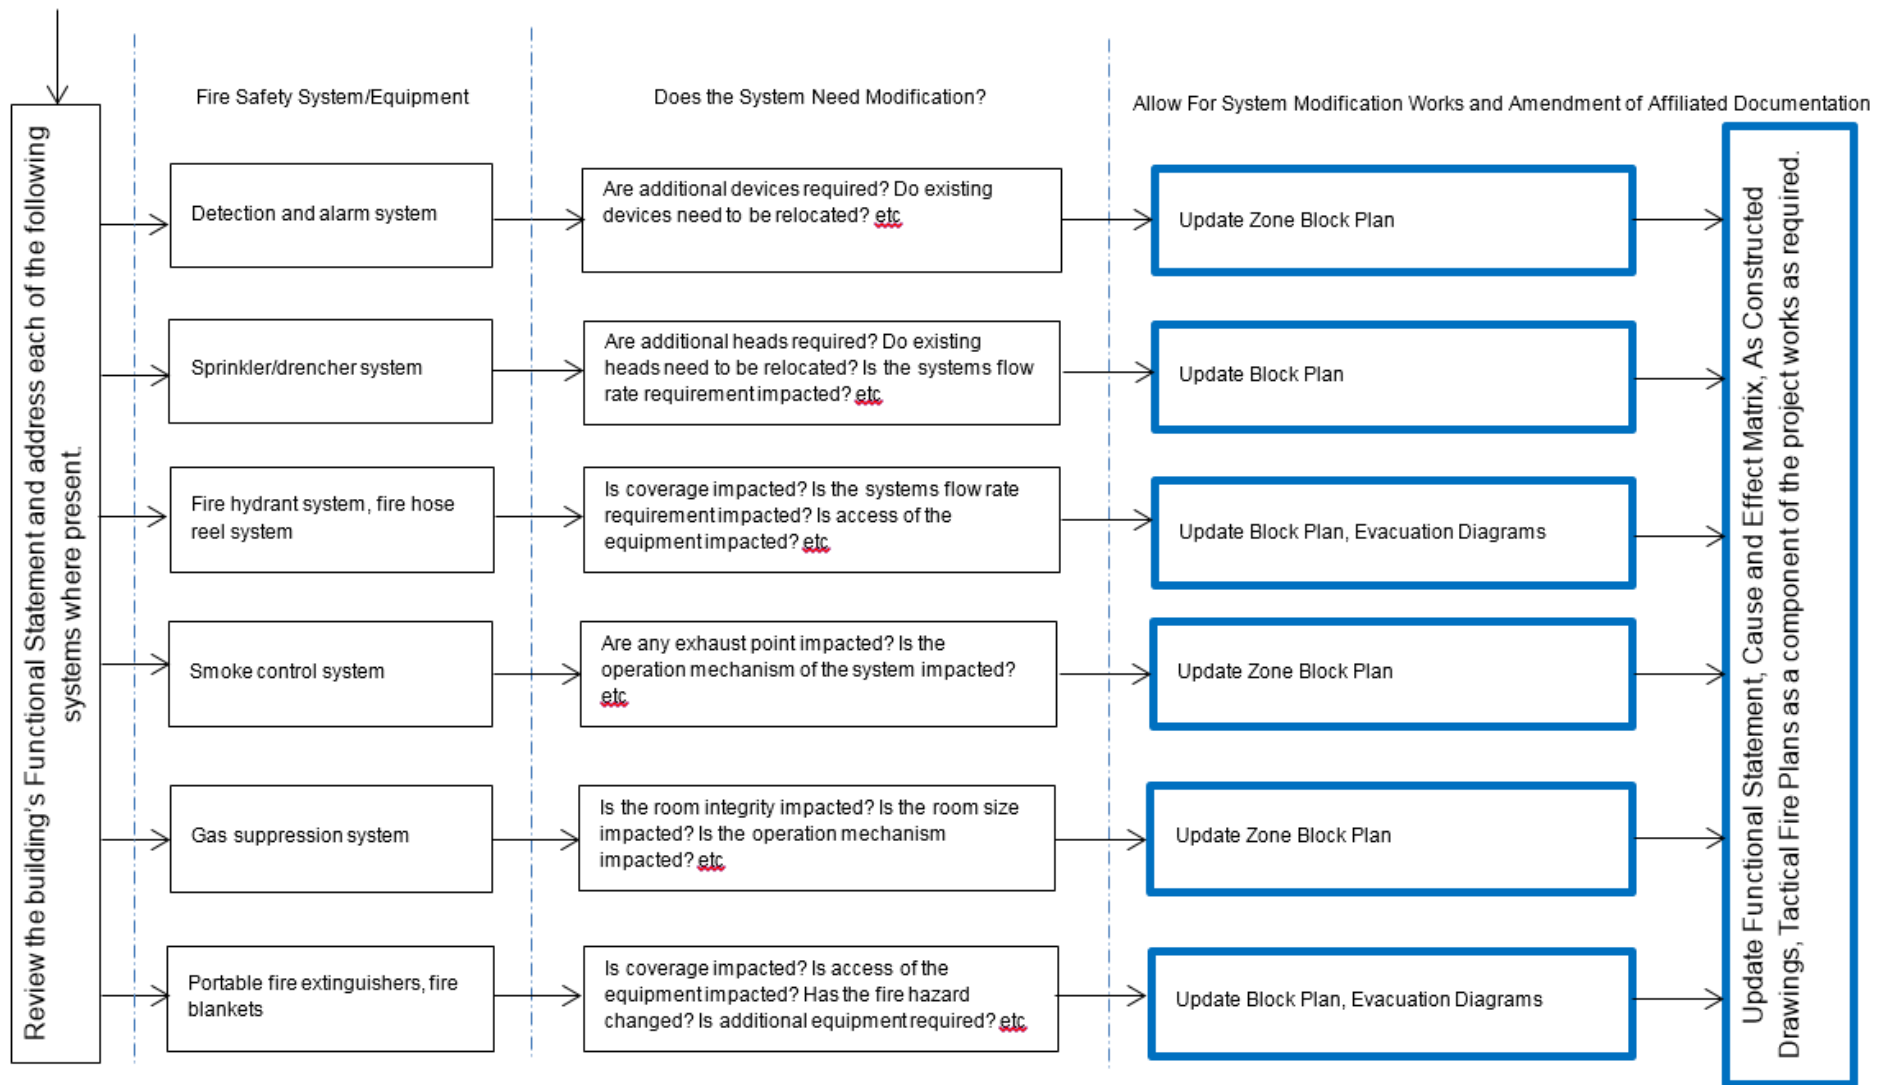 Review the building's Functional Statement and address each of the following
systems where present.
Fire Safety System/Equipment
Does the System Need Modification?
Allow For System Modification Works and Amendment of Affiliated Documentation
Detection and alarm system
Are additional devices required? Do existing
devices need to be relocated? etc
Update Zone Block Plan
Sprinkler/drencher system
Are additional heads required? Do existing
heads need to be relocated? Is the systems flow
rate requirement impacted? etc
Update Block Plan
Fire hydrant system, fire hose
reel system
Is coverage impacted? Is the systems flow rate
requirement impacted? Is access of the
equipment impacted? etc
Update Block Plan, Evacuation Diagrams
Smoke control system
Are any exhaust point impacted? Is the
operation mechanism of the system impacted?
etc
Update Zone Block Plan
Gas suppression system
Is the room integrity impacted? Is the room size
impacted? Is the operation mechanism
impacted? etc
Update Zone Block Plan
Portable fire extinguishers, fire
blankets
Is coverage impacted? Is access of the
equipment impacted? Has the fire hazard
changed? Is additional equipment required? etc
Update Block Plan, Evacuation Diagrams
Update Functional Statement, Cause and Effect Matrix, As Constructed
Drawings, Tactical Fire Plans as a component of the project works as required.